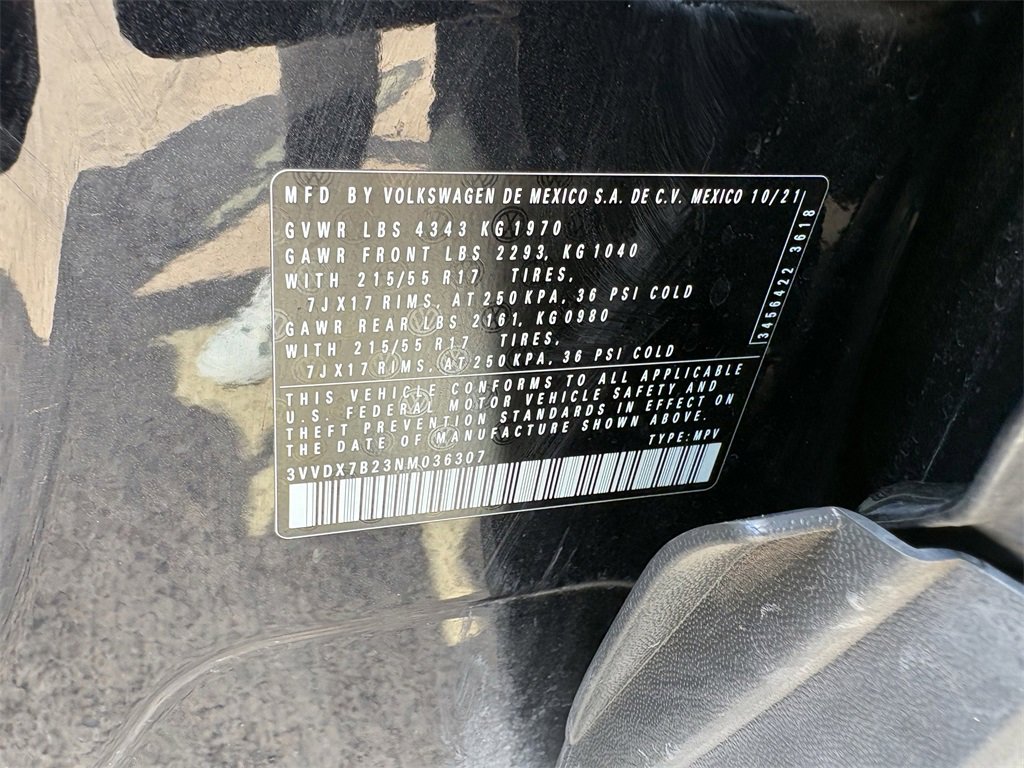 MFD BY VOLKSWAGEN DE MEXICO S.A. DE C.V. MEXICO 10/21
GVWR LBS 4343 KG 1970
GAWR FRONT LBS 2293, KG 1040
WITH 215/55 R17 TIRES,
7JX17 RIMS, AT 250 KPA, 36 PSI COLD
GAWR REAR LBS 2161, KG 0980
WITH 215/55 R17 TIRES,
7JX17 RIMS, AT 250 KPA, 36 PSI COLD
3456422 3618
THIS VEHICLE CONFORMS TO ALL APPLICABLE
U.S. FEDERAL MOTOR VEHICLE SAFETY AND
THEFT PREVENTION STANDARDS IN EFFECT ON
THE DATE OF MANUFACTURE SHOWN ABOVE.
TYPE: MPV
3VVDX7B23NM036307